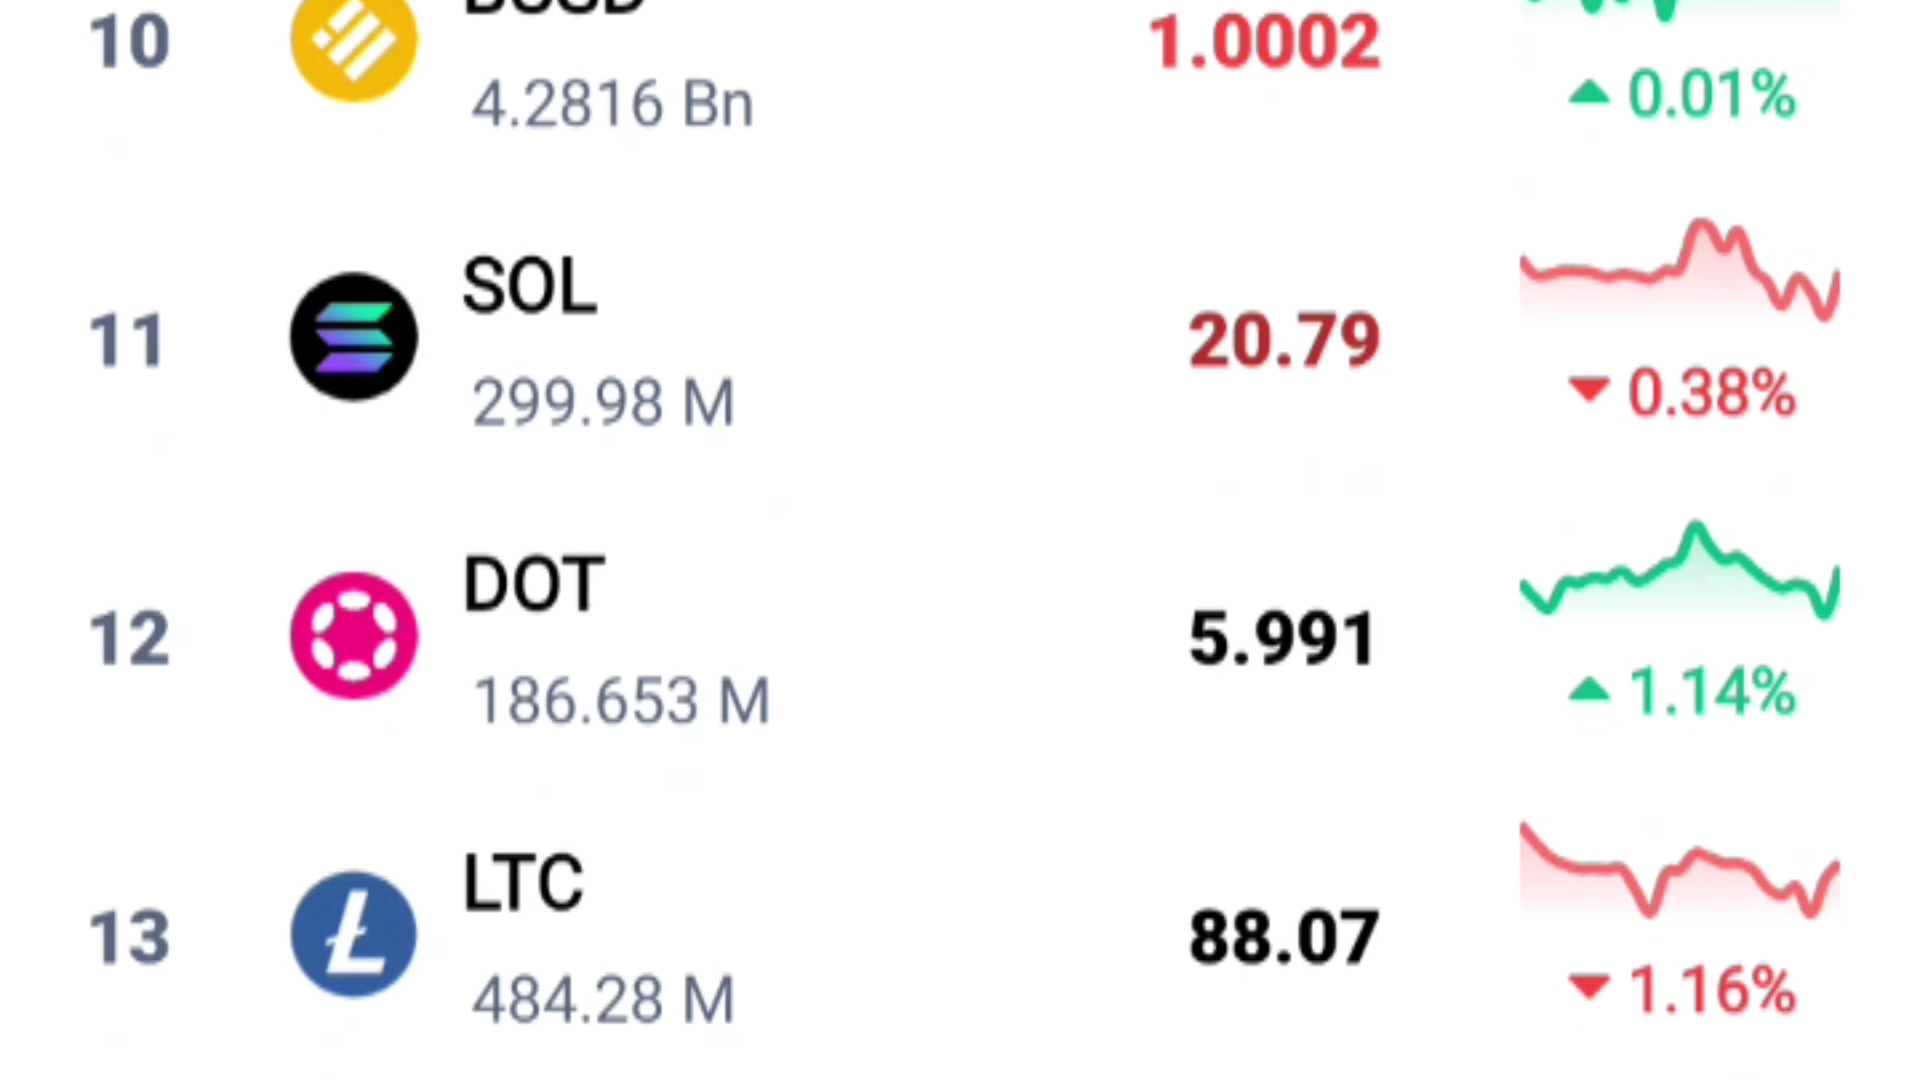 10
1.0002
0.01%
4.2816 Bn
11
SOL
20.79
0.38%
299.98 M
12
DOT
5.991
1.14%
186.653 M
13
LTC
88.07
1.16%
484.28 M